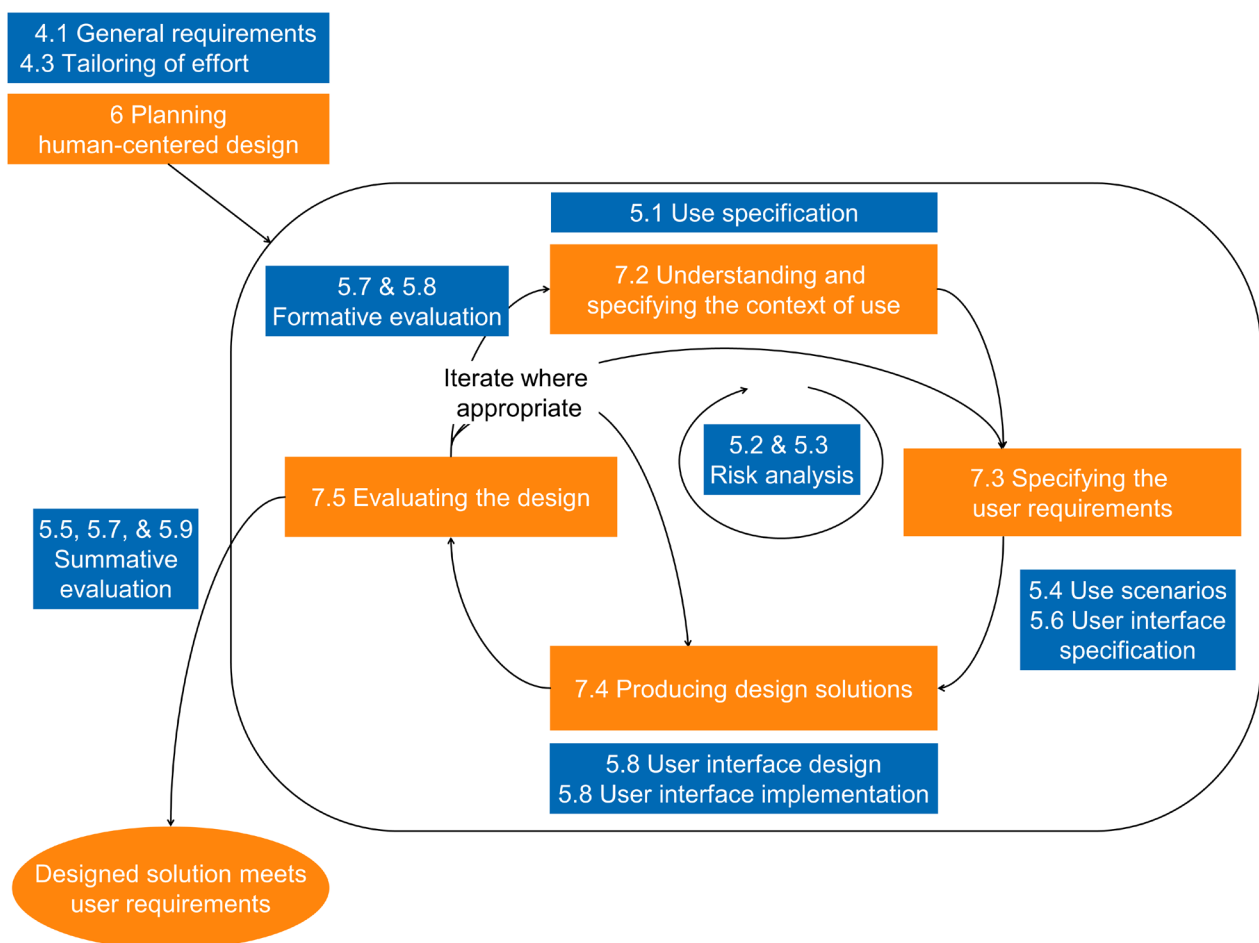 4.1 General requirements
4.3 Tailoring of effort
6 Planning
human-centered design
5.1 Use specification
7.2 Understanding and
specifying the context of use
5.7 & 5.8
Formative evaluation
Iterate where
appropriate
5.2 & 5.3
Risk analysis
7.3 Specifying the
user requirements
7.5 Evaluating the design
5.5, 5.7, & 5.9
Summative
evaluation
5.4 Use scenarios
5.6 User interface
specification
7.4 Producing design solutions
5.8 User interface design
5.8 User interface implementation
Designed solution meets
user requirements